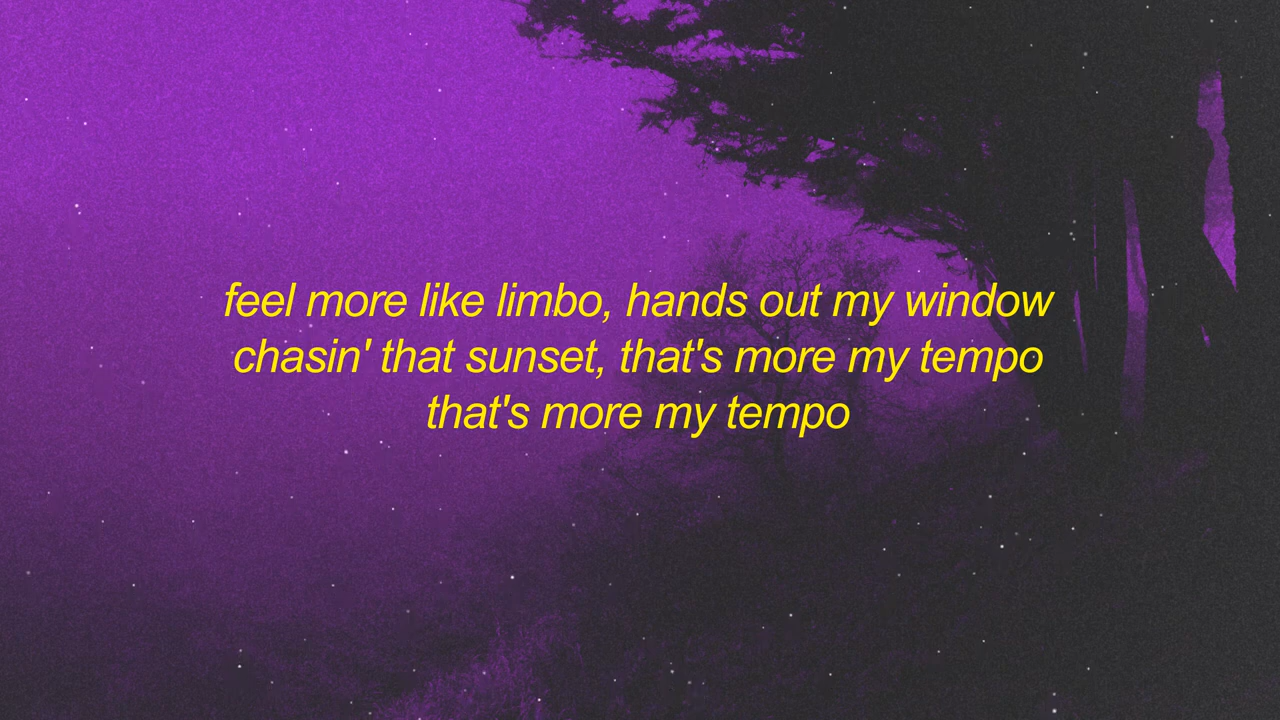 feel more like limbo, hands out my window
chasin' that sunset, that's more my tempo
that's more my tempo